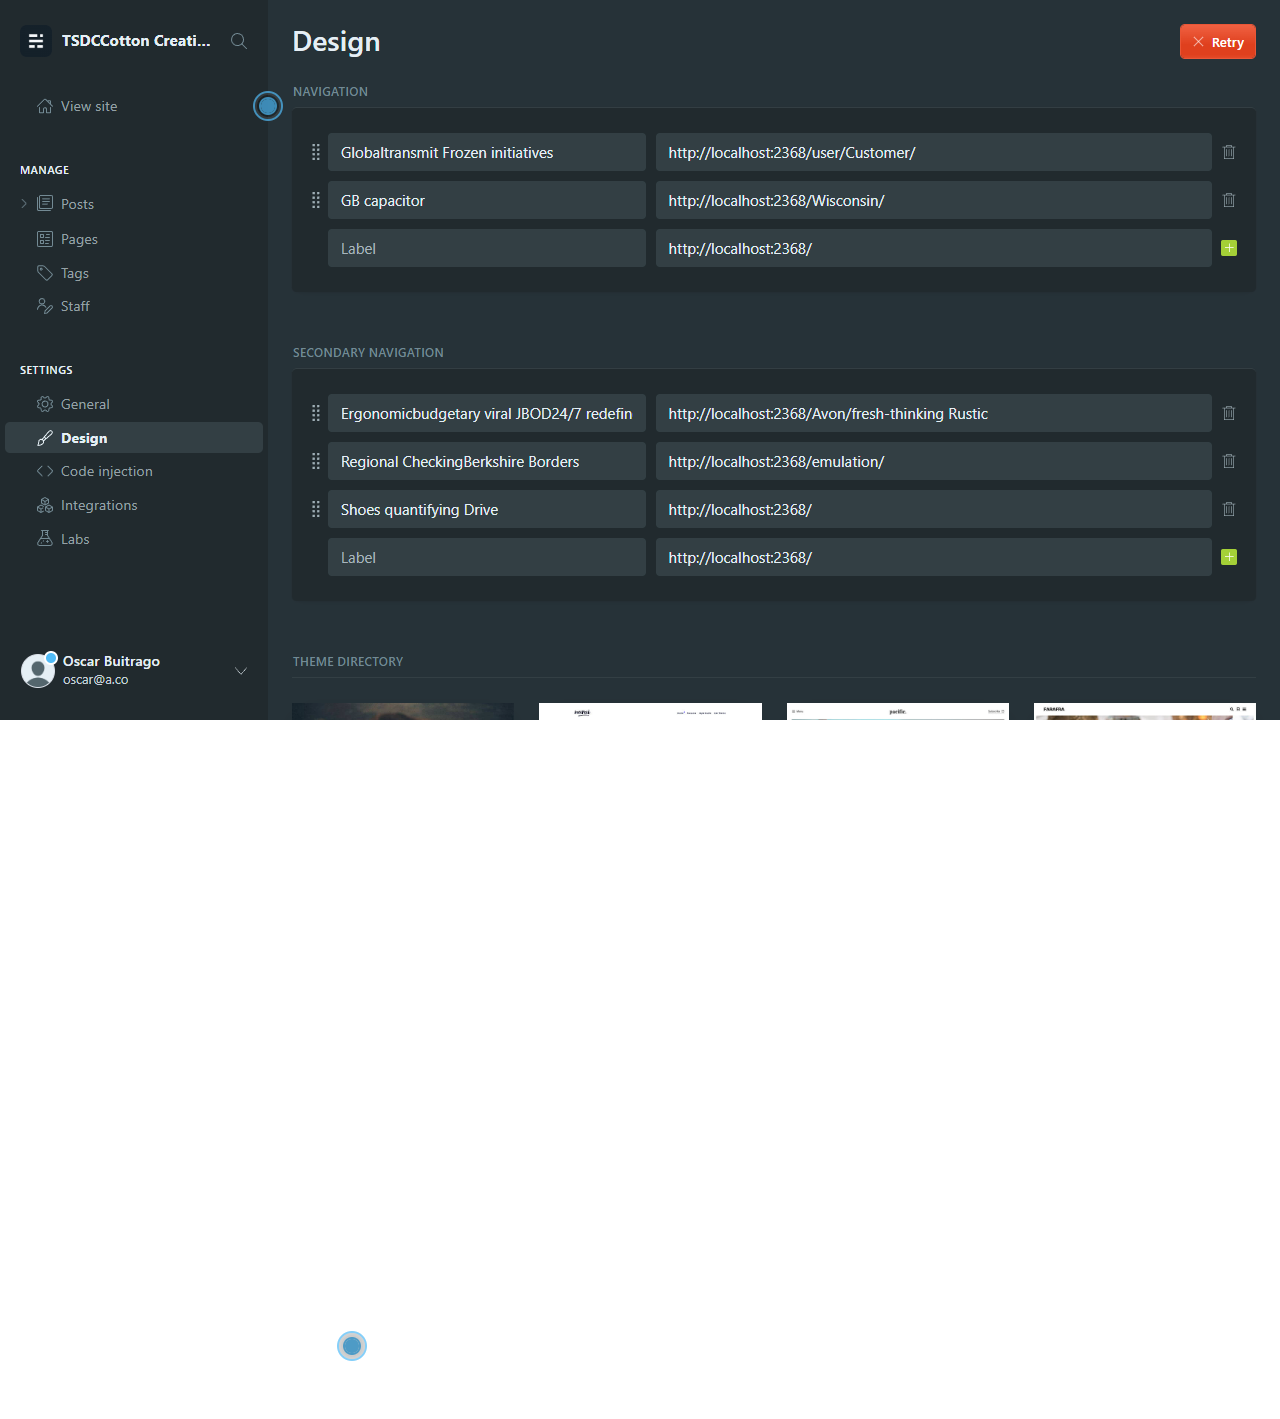 TSDCCotton Creati...
View site
MANAGE
Posts
Pages
Tags
Staff
SETTINGS
General
Design
Code injection
Integrations
Labs
Oscar Buitrago
oscar@a.co
Design
Retry
NAVIGATION
Globaltransmit Frozen initiatives http://localhost:2368/user/Customer/
GB capacitor http://localhost:2368/Wisconsin/
Label http://localhost:2368/
SECONDARY NAVIGATION
Ergonomicbudgetary viral JBOD24/7 redefin http://localhost:2368/Avon/fresh-thinking Rustic
Regional CheckingBerkshire Borders http://localhost:2368/emulation/
Shoes quantifying Drive http://localhost:2368/
Label http://localhost:2368/
THEME DIRECTORY